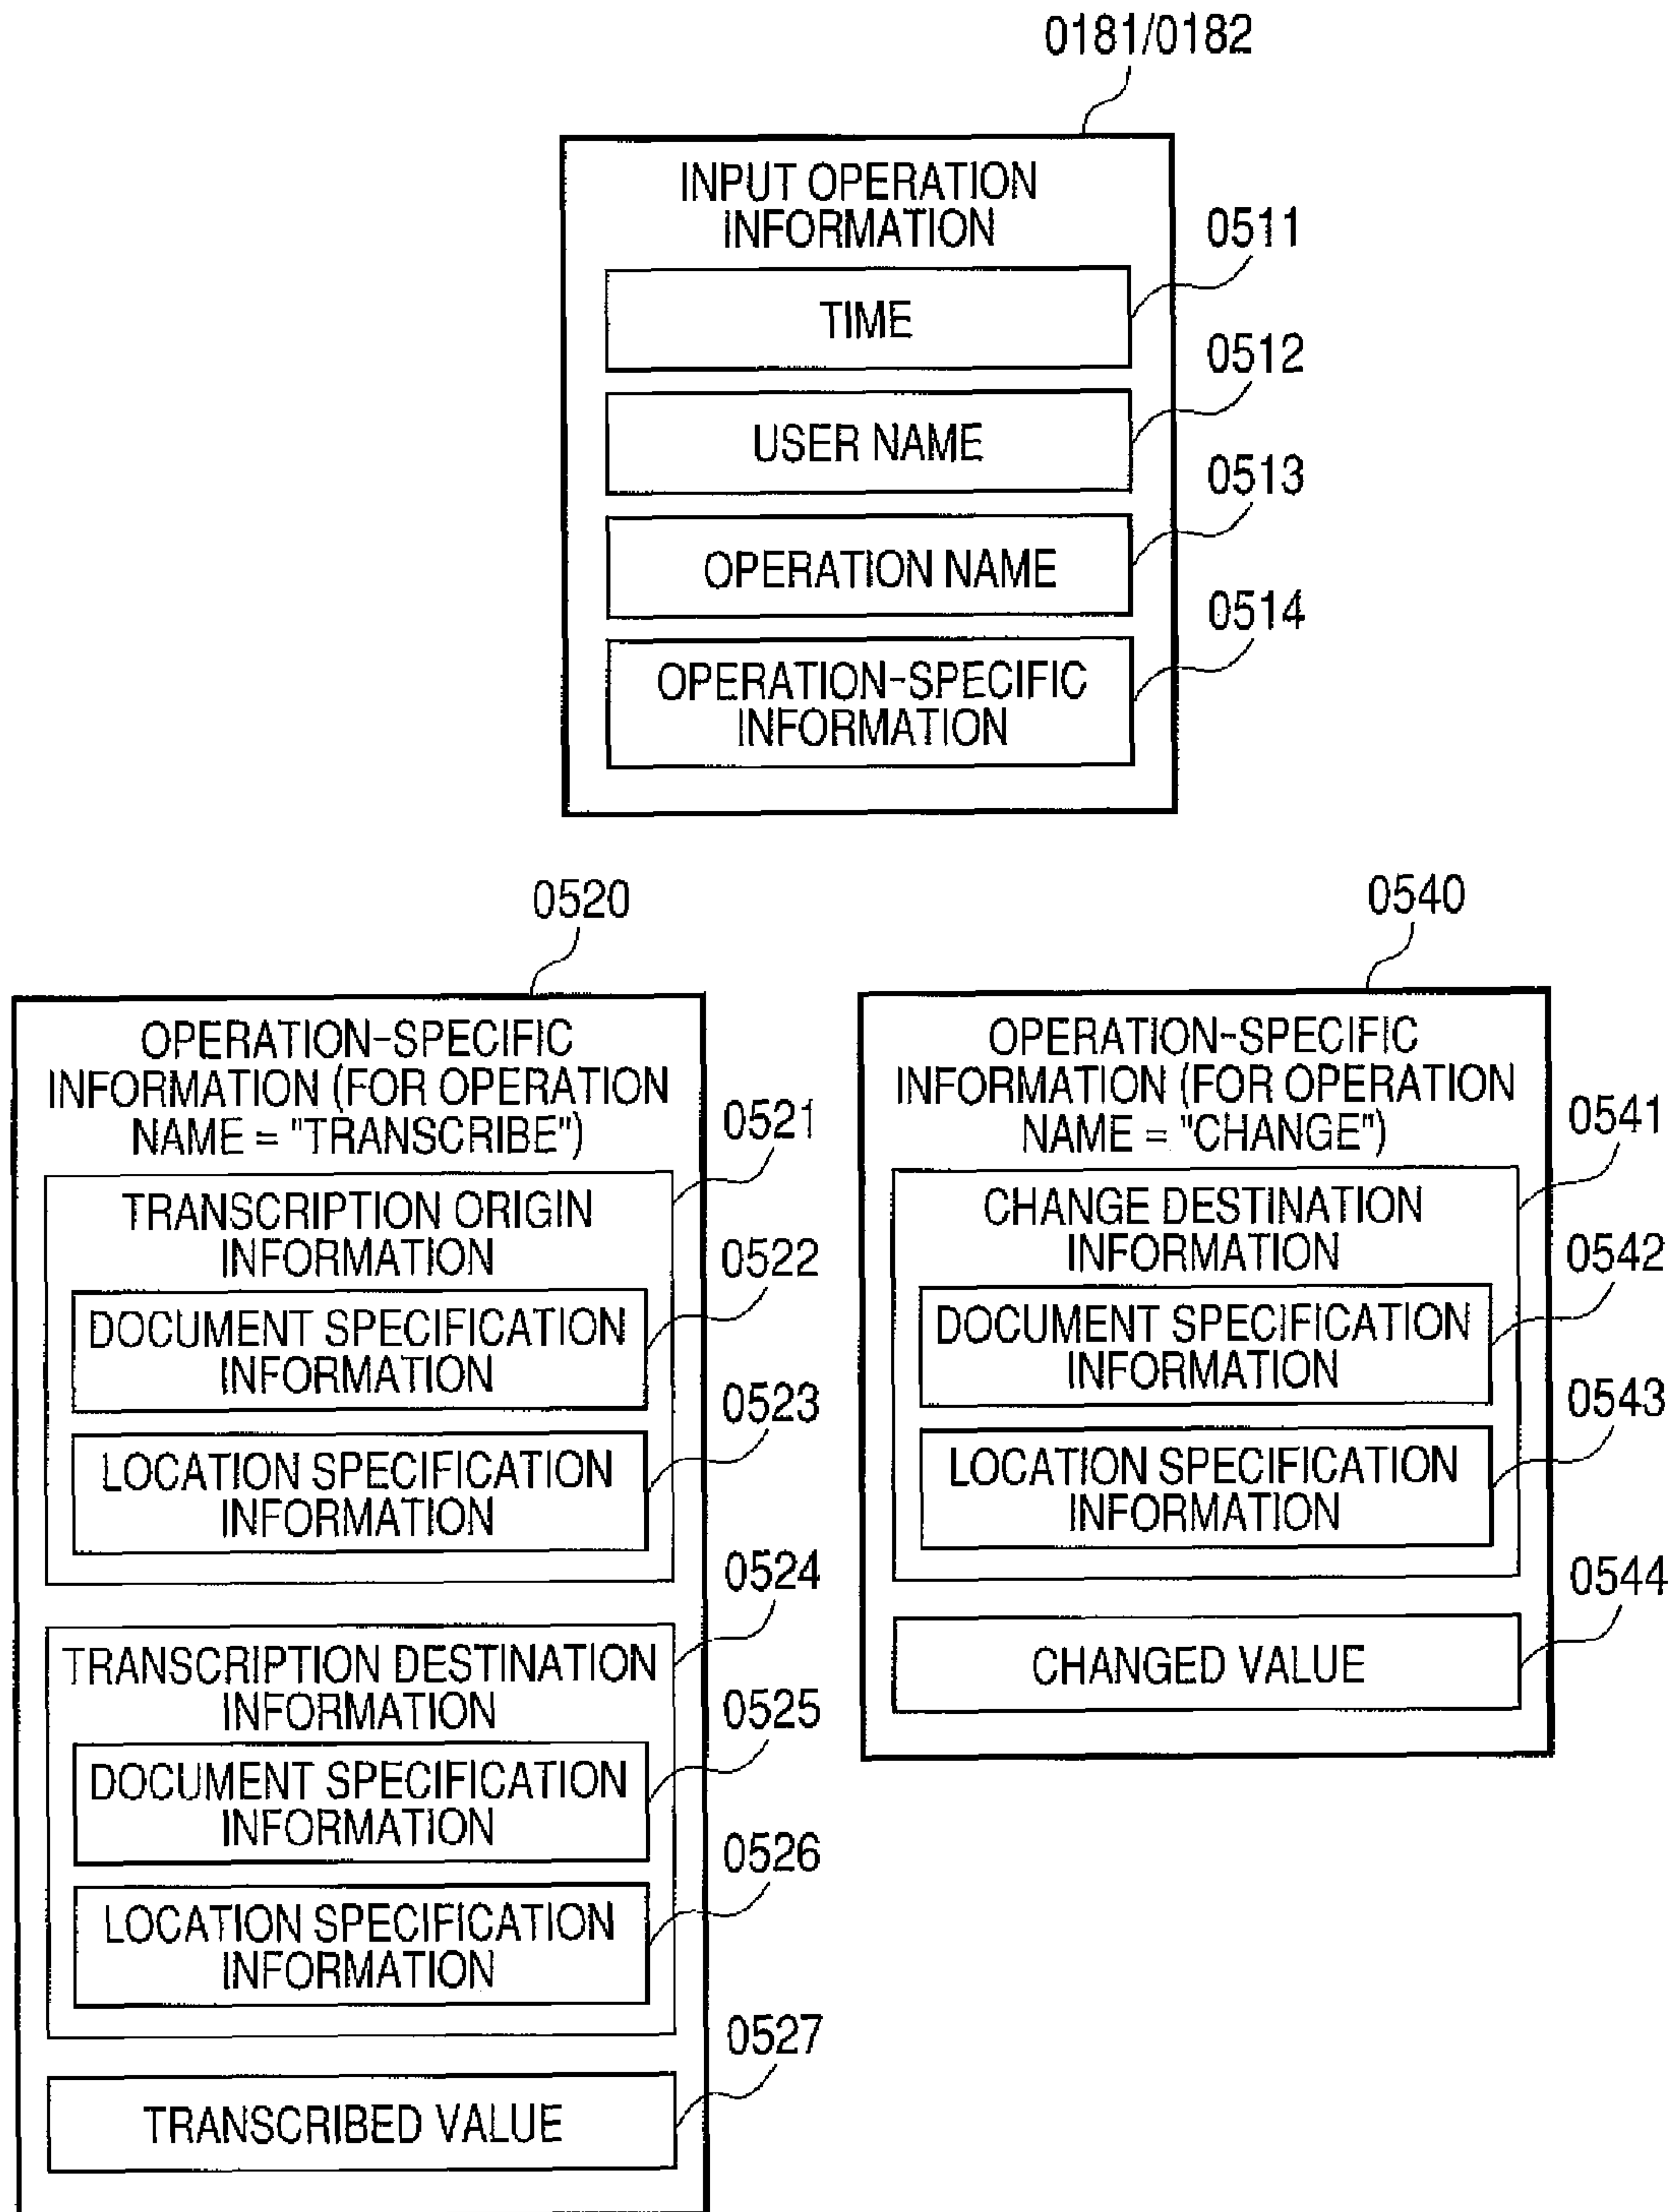 0181/0182
INPUT OPERATION
INFORMATION
0511
TIME
0512
USER NAME
0513
OPERATION NAME
0514
OPERATION-SPECIFIC
INFORMATION
0520
OPERATION-SPECIFIC
INFORMATION (FOR OPERATION
NAME = "TRANSCRIBE")
0521
TRANSCRIPTION ORIGIN
INFORMATION
0522
DOCUMENT SPECIFICATION
INFORMATION
0523
LOCATION SPECIFICATION
INFORMATION
0524
TRANSCRIPTION DESTINATION
INFORMATION
0525
DOCUMENT SPECIFICATION
INFORMATION
0526
LOCATION SPECIFICATION
INFORMATION
0527
TRANSCRIBED VALUE
0540
OPERATION-SPECIFIC
INFORMATION (FOR OPERATION
NAME = "CHANGE")
0541
CHANGE DESTINATION
INFORMATION
0542
DOCUMENT SPECIFICATION
INFORMATION
0543
LOCATION SPECIFICATION
INFORMATION
0544
CHANGED VALUE